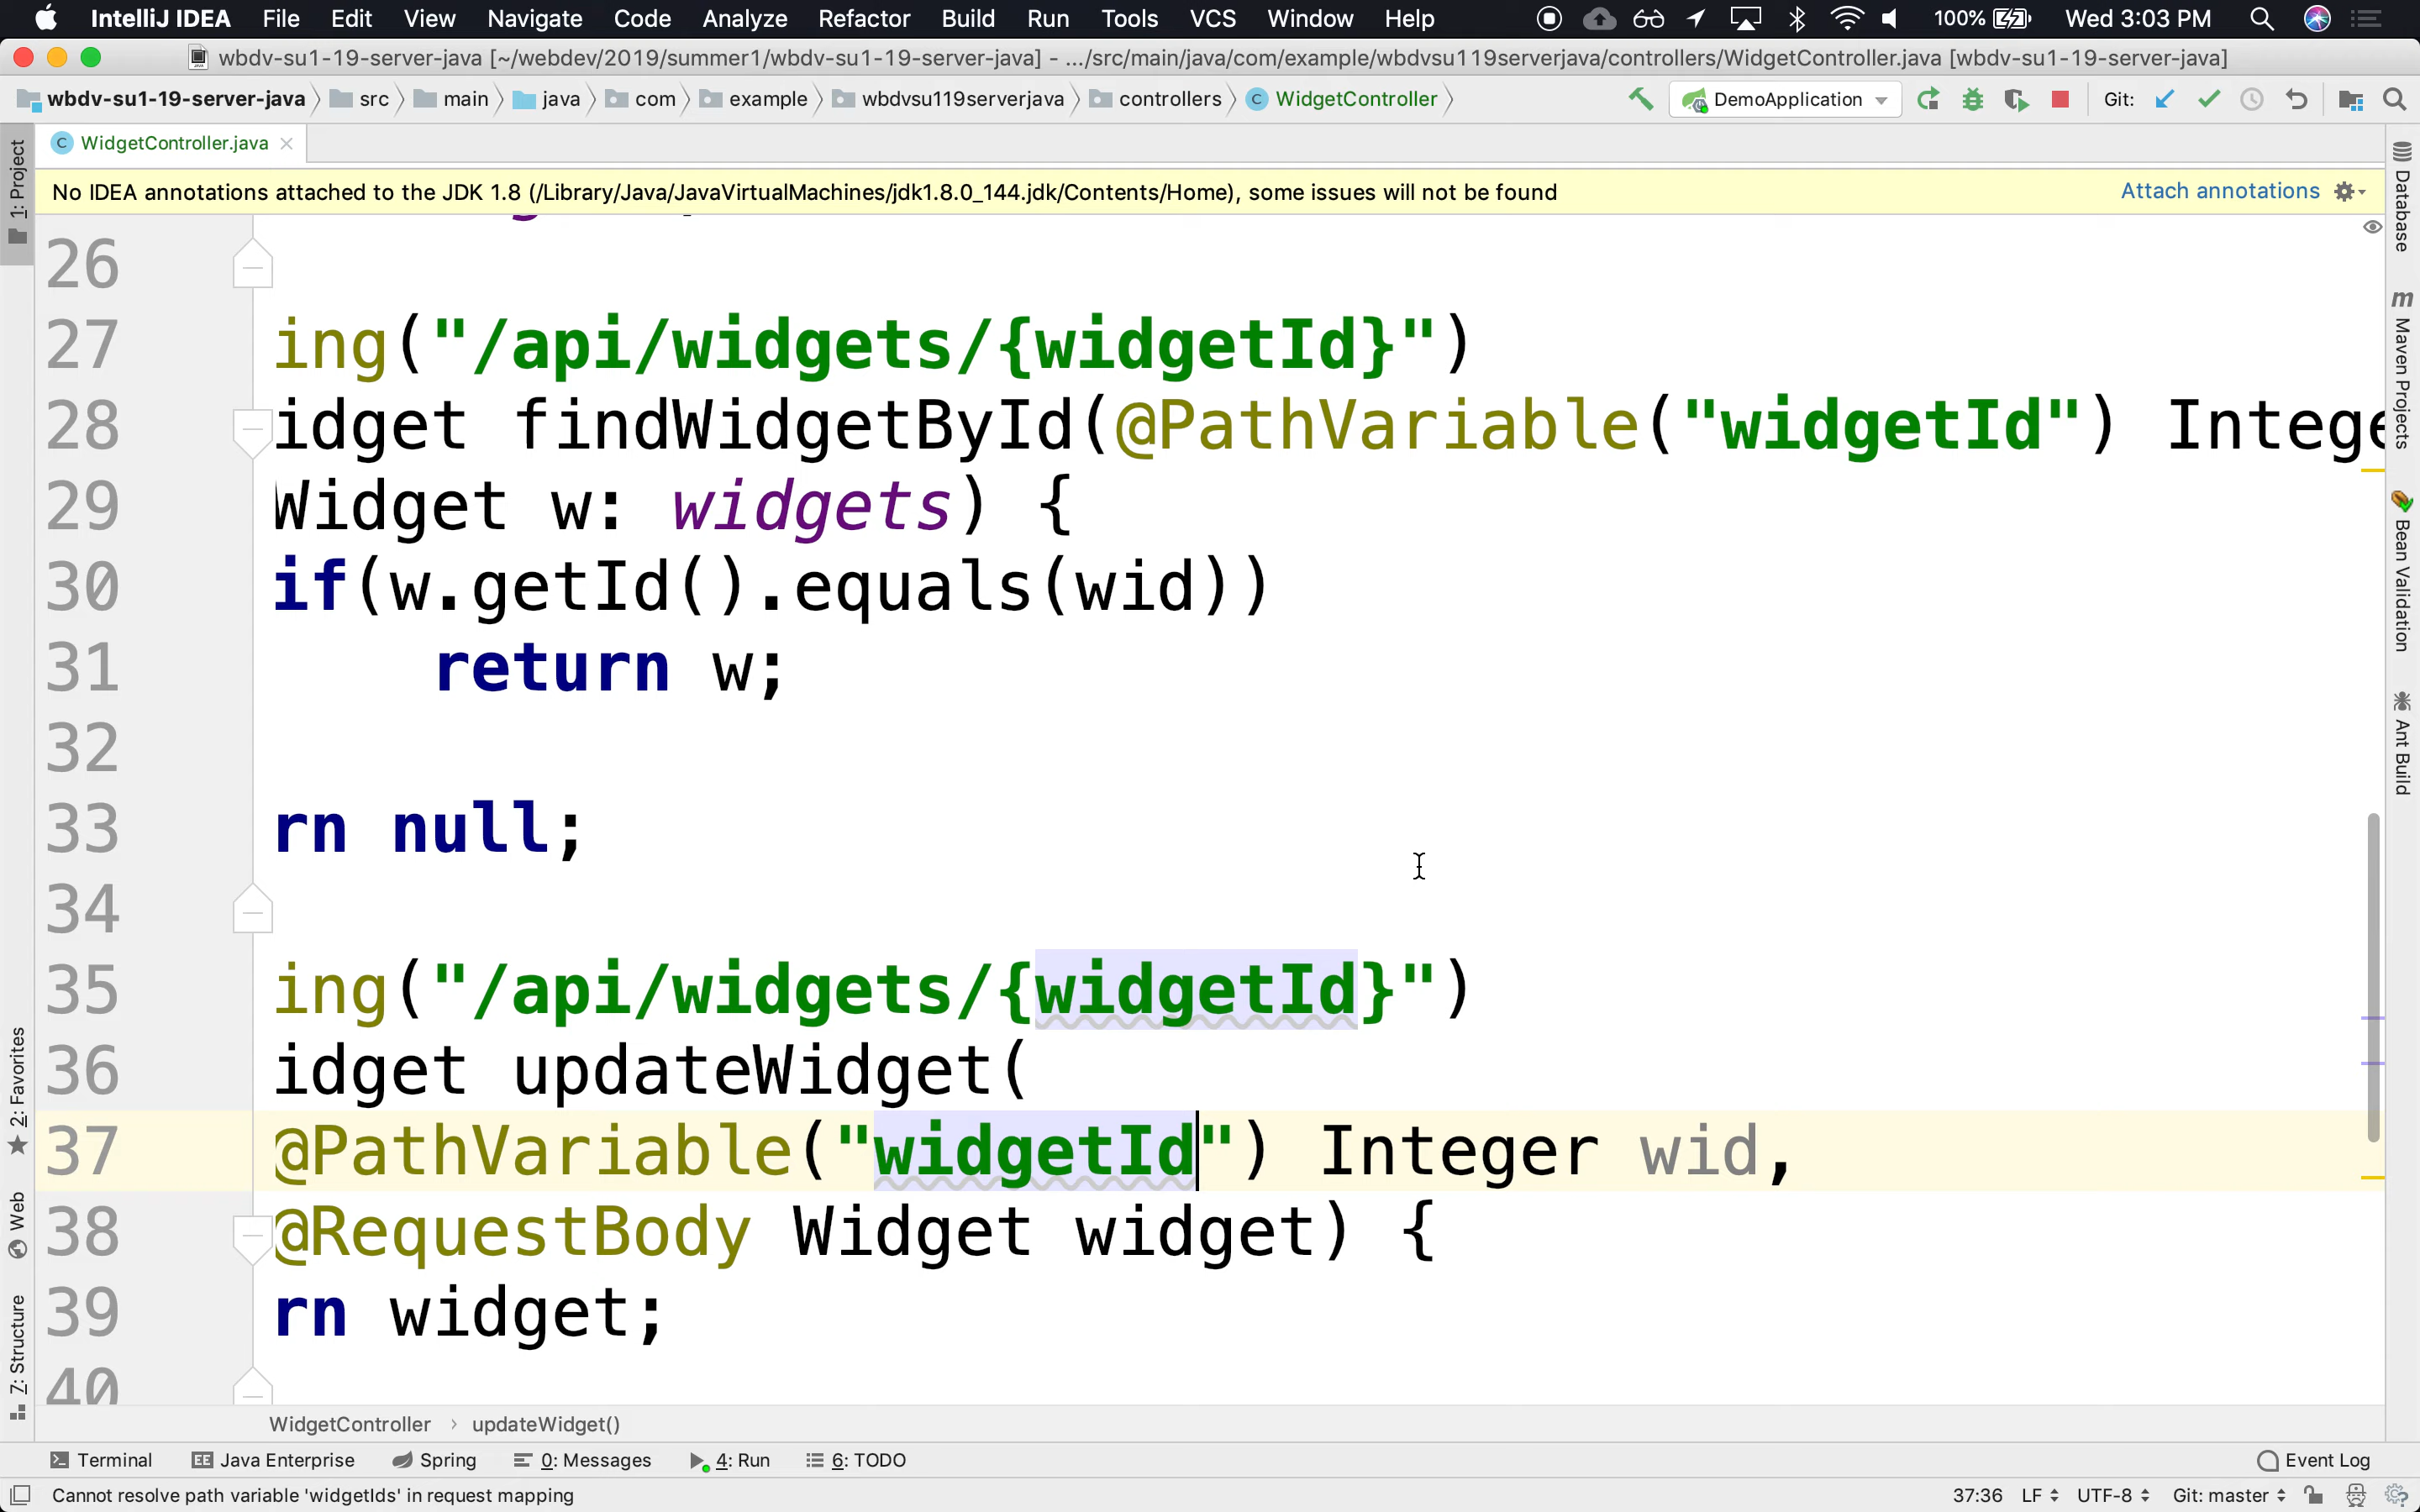 IntelliJ IDEA File Edit View Navigate Code Analyze Refactor Build Run Tools VCS Window Help 100% Wed 3:03 PM
wbdv-su1-19-server-java [~/webdev/2019/summer1/wbdv-su1-19-server-java] - .../src/main/java/com/example/wbdvsu119serverjava/controllers/WidgetController.java [wbdv-su1-19-server-java]
wbdv-su1-19-server-java src main java com example wbdvsu119serverjava controllers WidgetController DemoApplication Git:
WidgetController.java
No IDEA annotations attached to the JDK 1.8 (/Library/Java/JavaVirtualMachines/jdk1.8.0_144.jdk/Contents/Home), some issues will not be found Attach annotations
26
27 ing("/api/widgets/{widgetId}")
28 idget findWidgetById(@PathVariable("widgetId") Intege
29 Widget w: widgets) {
30 if(w.getId().equals(wid))
31 return w;
32
33 rn null;
34
35 ing("/api/widgets/{widgetId}")
36 idget updateWidget(
37 @PathVariable("widgetId") Integer wid,
38 @RequestBody Widget widget) {
39 rn widget;
40
1: Project
2: Favorites
Web
Z: Structure
Database
Maven Projects
Bean Validation
Ant Build
WidgetController › updateWidget()
Terminal Java Enterprise Spring 0: Messages 4: Run 6: TODO Event Log
Cannot resolve path variable 'widgetIds' in request mapping 37:36 LF UTF-8 Git: master